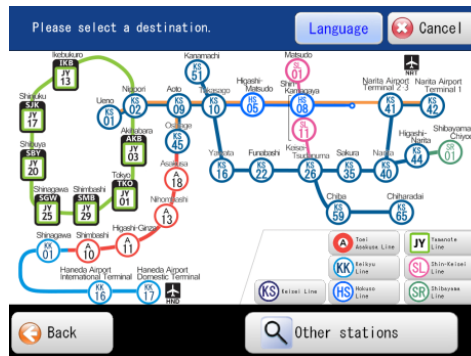 Please select a destination.
Language
Cancel
Ikebukuro
IKB
JY 13
Kanamachi
KS 51
Matsudo
SL 01
NRT
Shinjuku
SJK
JY 17
Nippori
KS 02
Aoto
KS 09
Takasago
KS 10
Higashi-Matsudo
HS 05
Shin-Kamagaya
HS 08
Narita Airport Terminal 2·3
KS 41
Narita Airport Terminal 1
KS 42
Ueno
KS 01
Oshiage
KS 45
SL 11
Shibuya
SBY
JY 20
Akihabara
AKB
JY 03
Asakusa
A 18
Yawata
KS 16
Funabashi
KS 22
Keisei-Tsudanuma
KS 26
Sakura
KS 35
Narita
KS 40
Higashi-Narita
KS 44
Shibayama-Chiyo
SR 01
Shinagawa
SGW
JY 25
Shimbashi
SMB
JY 29
Tokyo
TKO
JY 01
Nihombashi
A 13
Chiba
KS 59
Chiharadai
KS 65
Shinagawa
KK 01
Shimbashi
A 10
Higashi-Ginza
A 11
Haneda Airport International Terminal
KK 16
Haneda Airport Domestic Terminal
KK 17
HND
A Toei Asakusa Line
JY Yamanote Line
KK Keikyu Line
SL Shin-Keisei Line
KS Keisei Line
HS Hokuso Line
SR Shibayama Line
Back
Other stations